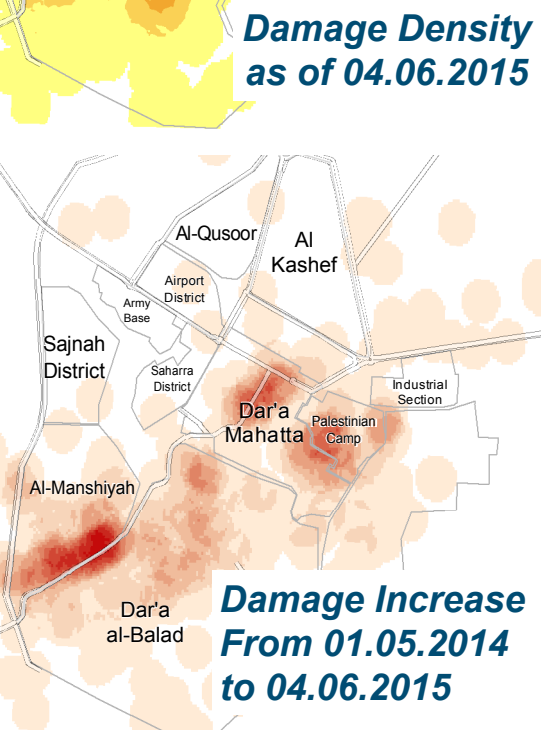 Damage Density
as of 04.06.2015
Al-Qusoor
Al
Kashef
Airport
District
Army
Base
Sajnah
District
Saharra
District
Industrial
Section
Dar'a
Mahatta
Palestinian
Camp
Al-Manshiyah
Dar'a
al-Balad
Damage Increase
From 01.05.2014
to 04.06.2015